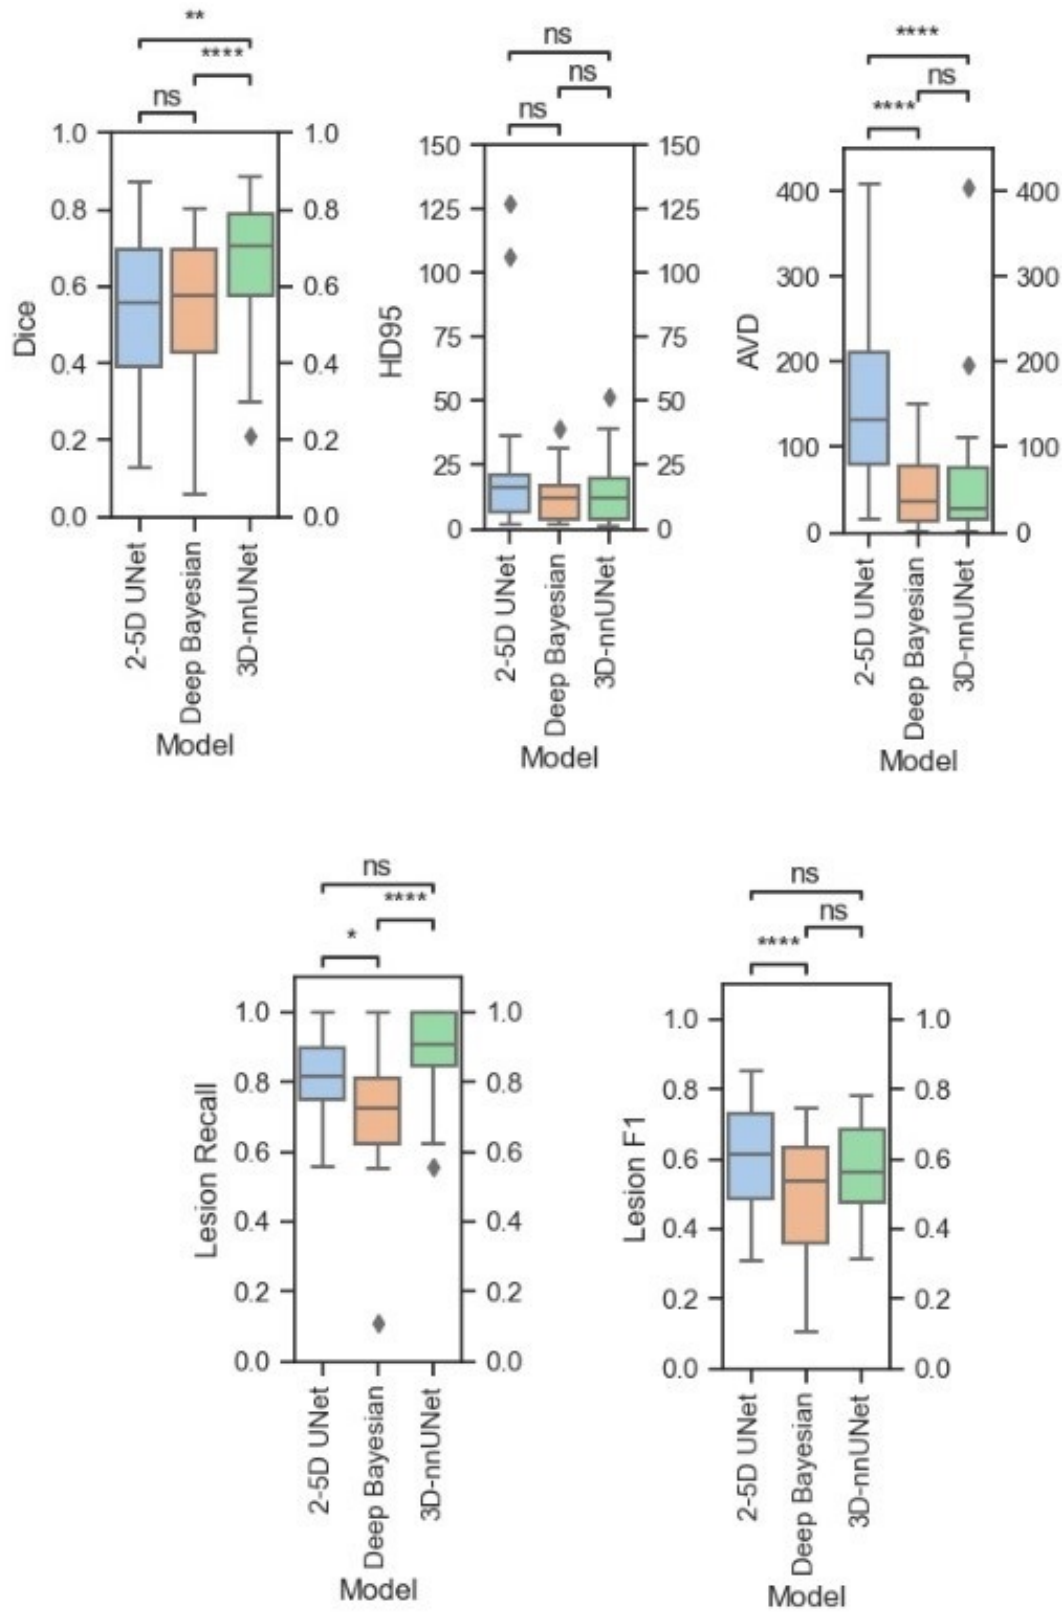 **
****
ns
1.0
0.8
0.6
0.4
0.2
0.0
Dice
1.0
0.8
0.6
0.4
0.2
0.0
2-5D UNet
Deep Bayesian
3D-nnUNet
Model
ns
ns
ns
150
125
100
75
50
25
0
HD95
150
125
100
75
50
25
0
2-5D UNet
Deep Bayesian
3D-nnUNet
Model
****
ns
****
400
300
200
100
0
AVD
400
300
200
100
0
2-5D UNet
Deep Bayesian
3D-nnUNet
Model
ns
****
*
1.0
0.8
0.6
0.4
0.2
0.0
Lesion Recall
1.0
0.8
0.6
0.4
0.2
0.0
2-5D UNet
Deep Bayesian
3D-nnUNet
Model
ns
ns
****
1.0
0.8
0.6
0.4
0.2
0.0
Lesion F1
1.0
0.8
0.6
0.4
0.2
0.0
2-5D UNet
Deep Bayesian
3D-nnUNet
Model